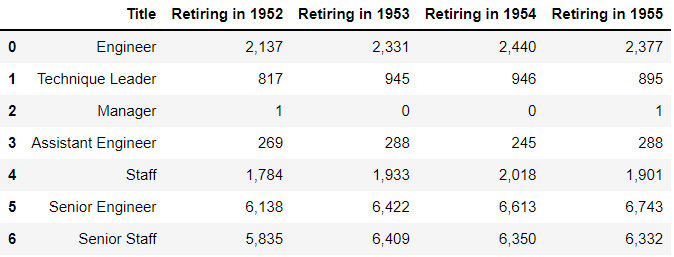 Title Retiring in 1952 Retiring in 1953 Retiring in 1954 Retiring in 1955
0 Engineer 2,137 2,331 2,440 2,377
1 Technique Leader 817 945 946 895
2 Manager 1 0 0 1
3 Assistant Engineer 269 288 245 288
4 Staff 1,784 1,933 2,018 1,901
5 Senior Engineer 6,138 6,422 6,613 6,743
6 Senior Staff 5,835 6,409 6,350 6,332